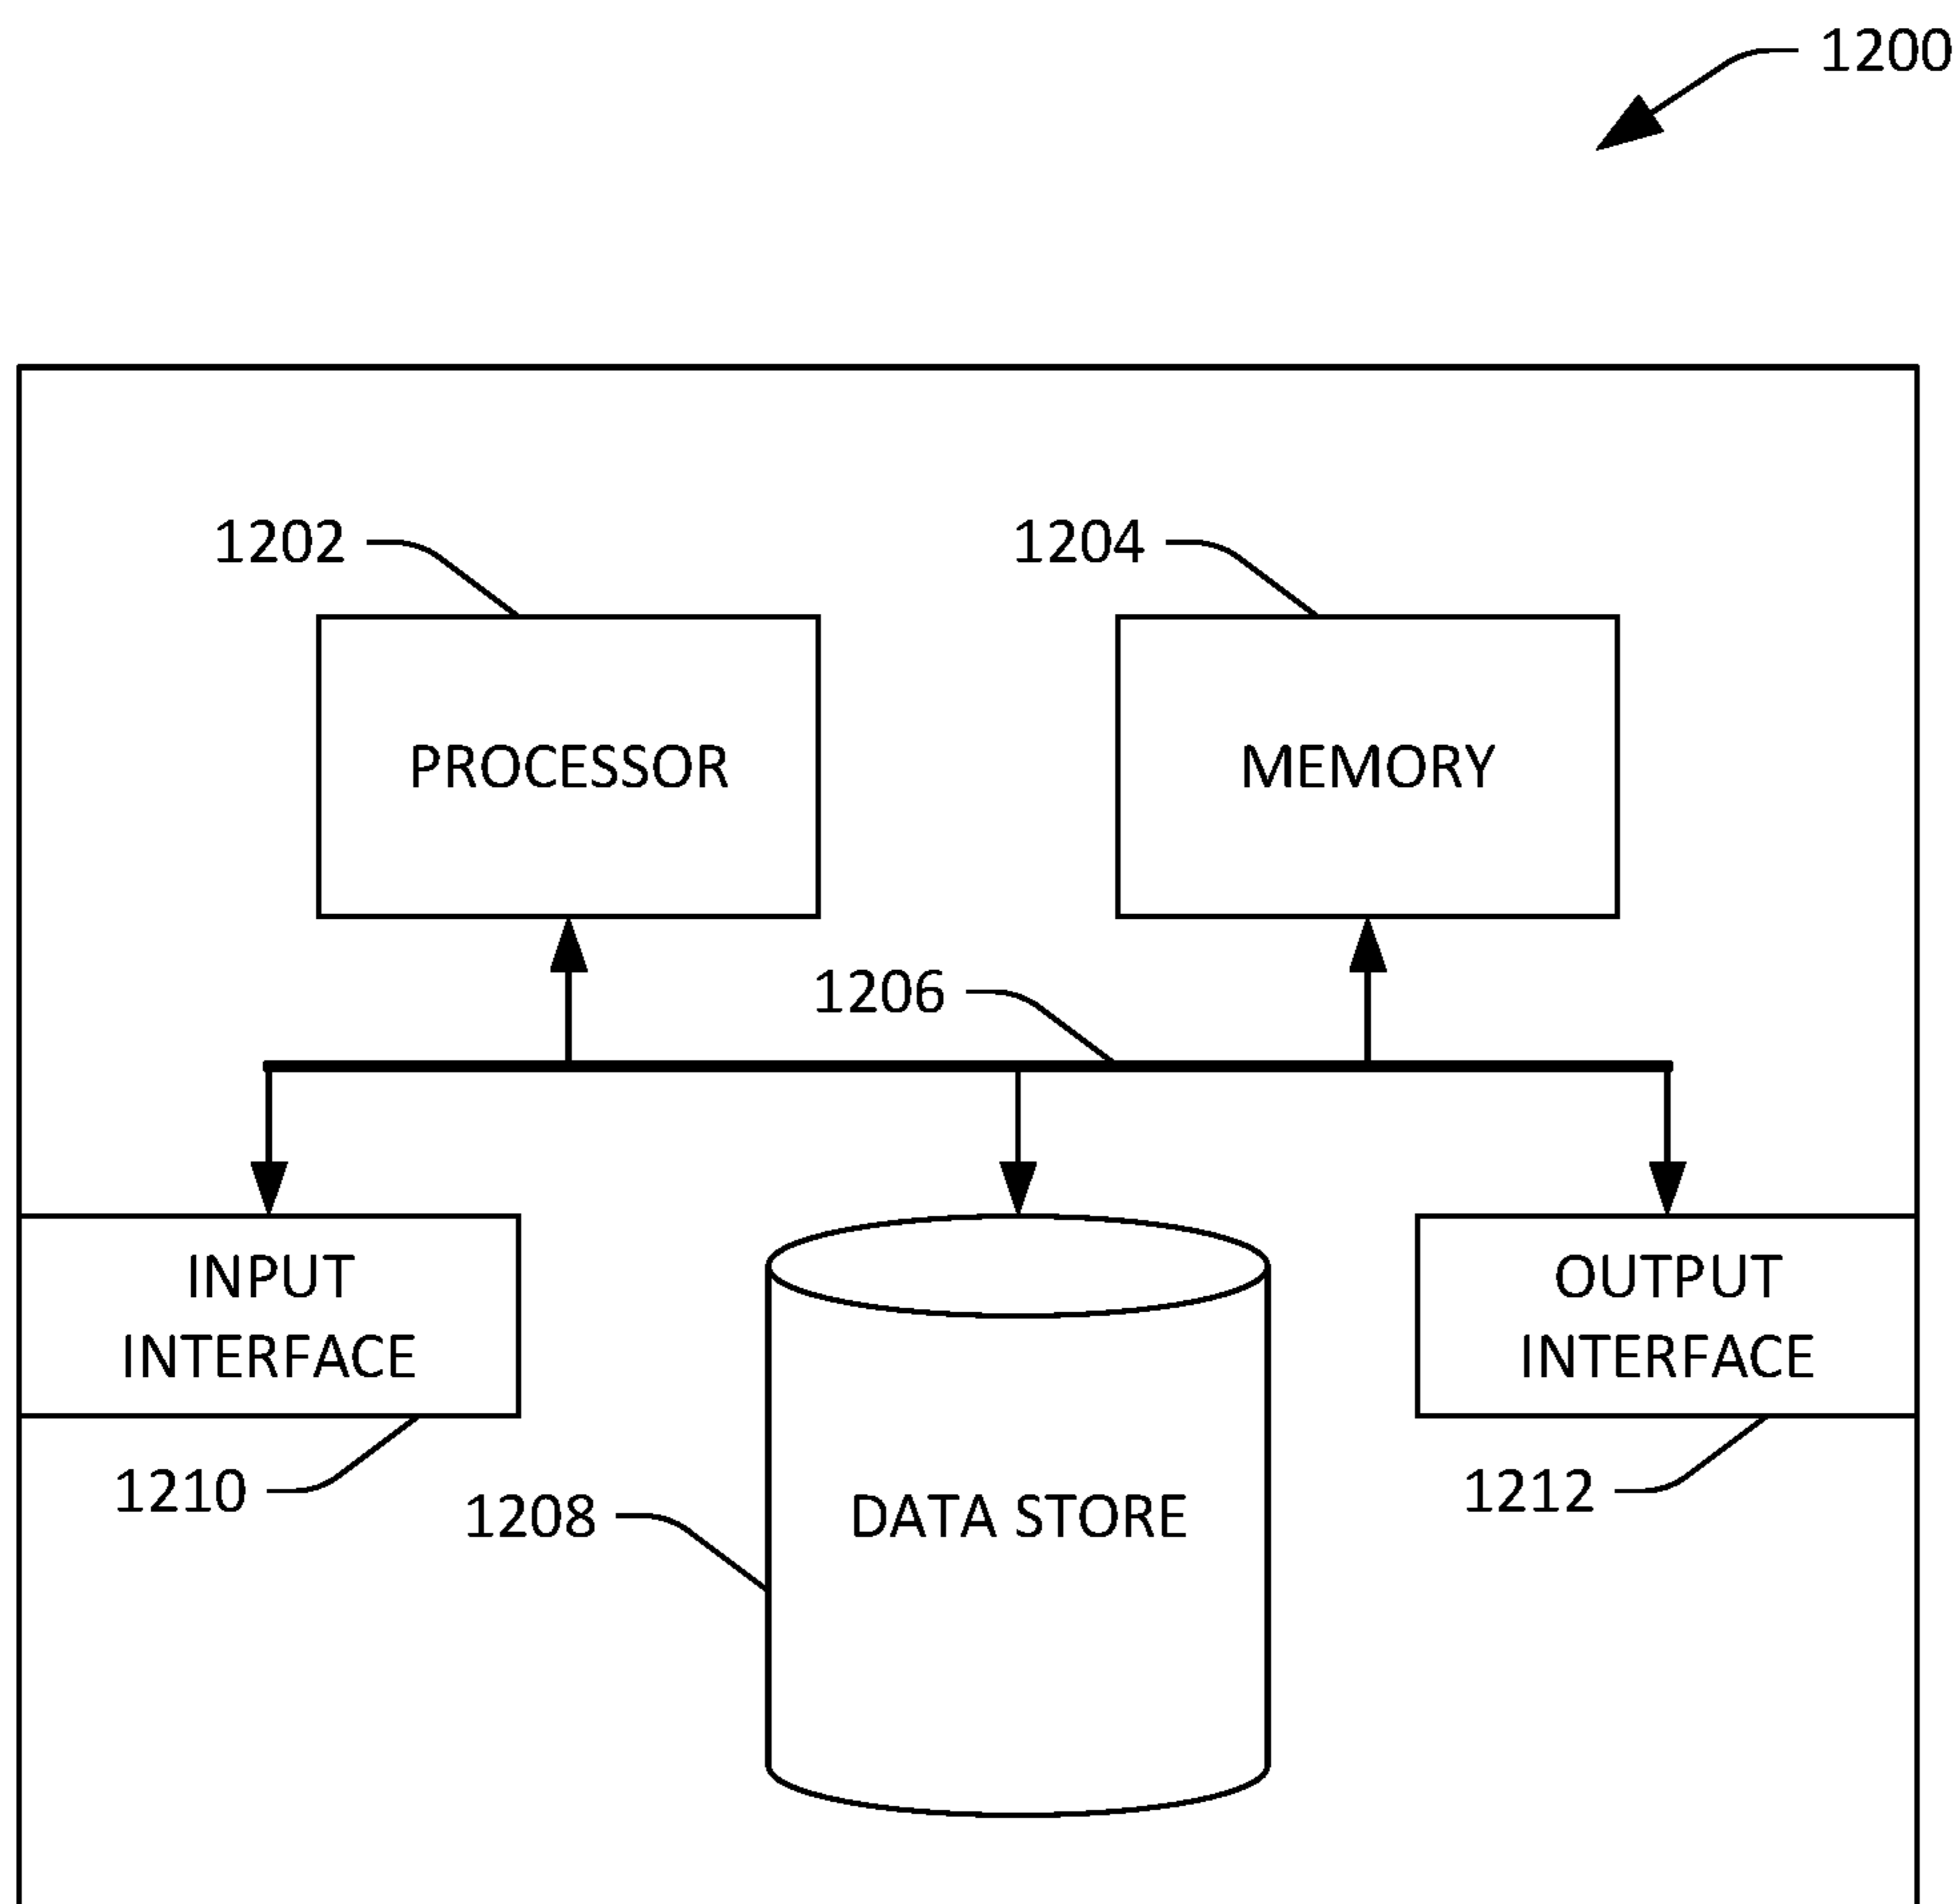 1200
1202
1204
PROCESSOR
MEMORY
1206
INPUT
INTERFACE
OUTPUT
INTERFACE
1210
1208
DATA STORE
1212